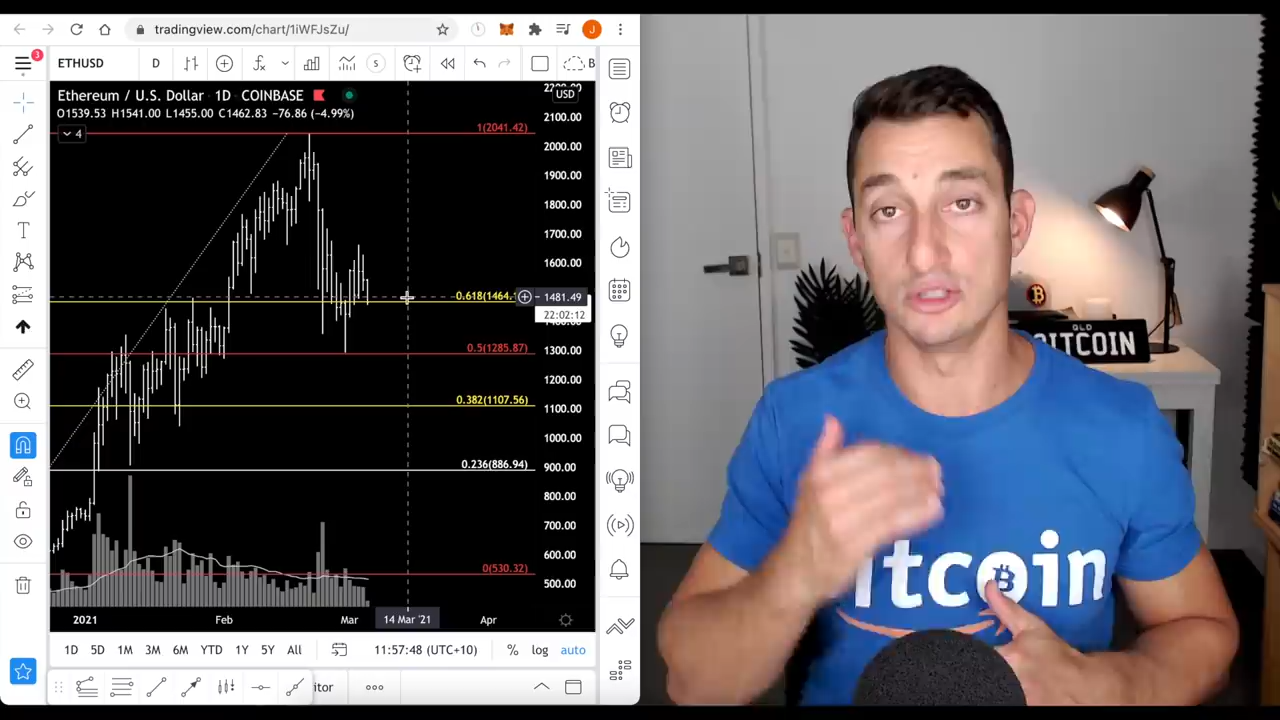 tradingview.com/chart/1iWFJsZu/
J
3
ETHUSD
D
S
B
Ethereum / U.S. Dollar 1D COINBASE
O1539.53 H1541.00 L1455.00 C1462.83 −76.86 (−4.99%)
4
USD
2100.00
2000.00
1900.00
1800.00
1700.00
1600.00
1481.49
22:02:12
1300.00
1200.00
1100.00
1000.00
900.00
800.00
700.00
600.00
500.00
1(2041.42)
0.618(1464.
0.5(1285.87)
0.382(1107.56)
0.236(886.94)
0(530.32)
2021
Feb
Mar
14 Mar '21
Apr
1D 5D 1M 3M 6M YTD 1Y 5Y All
11:57:48 (UTC+10)
% log auto
itor
QLD
BITCOIN
itcoin